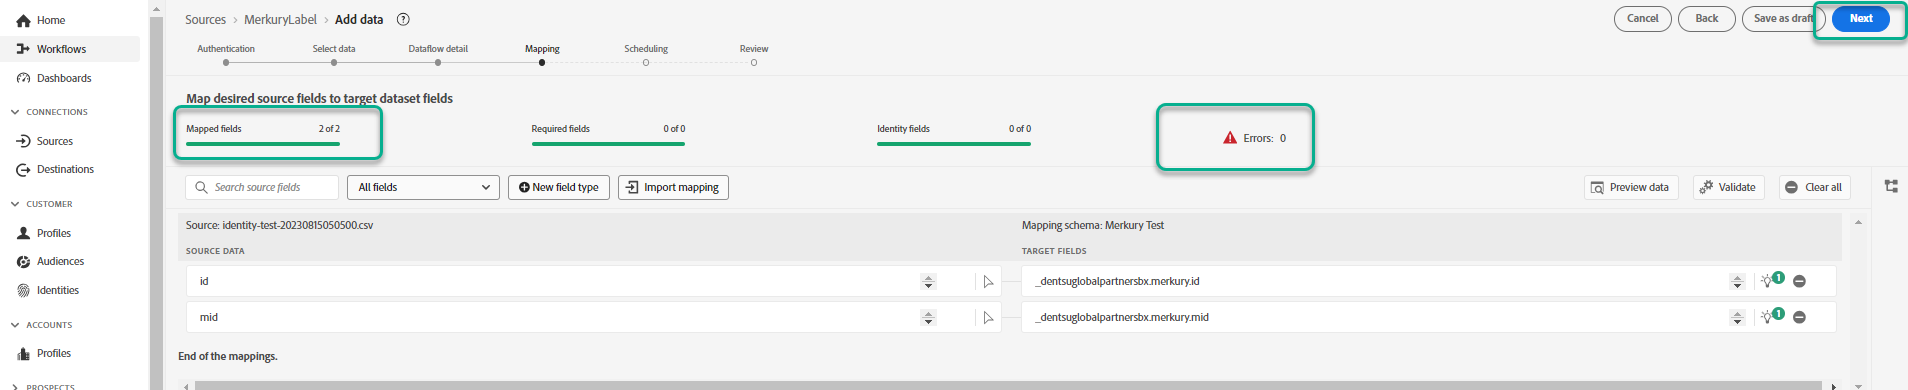 Home
Workflows
Dashboards
CONNECTIONS
Sources
Destinations
CUSTOMER
Profiles
Audiences
Identities
ACCOUNTS
Profiles
PROSPECTS
Sources > MerkuryLabel > Add data ?
Cancel Back Save as draft Next
Authentication Select data Dataflow detail Mapping Scheduling Review
Map desired source fields to target dataset fields
Mapped fields 2 of 2 Required fields 0 of 0 Identity fields 0 of 0 Errors: 0
Search source fields All fields New field type Import mapping Preview data Validate Clear all
Source: identity-test-20230815050500.csv Mapping schema: Merkury Test
SOURCE DATA TARGET FIELDS
id _dentsuglobalpartnersbx.merkury.id 1
mid _dentsuglobalpartnersbx.merkury.mid 1
End of the mappings.